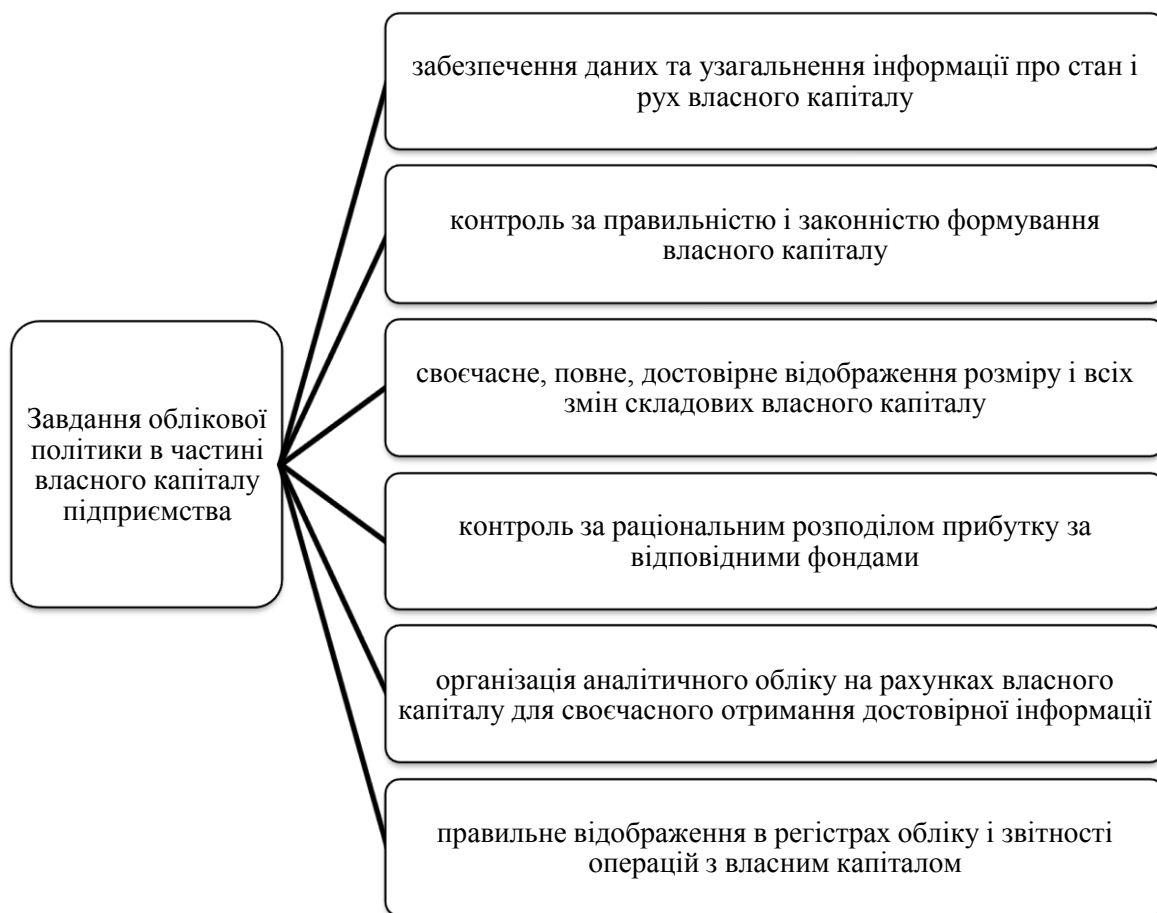 Завдання облікової
політики в частині
власного капіталу
підприємства
забезпечення даних та узагальнення інформації про стан і
рух власного капіталу
контроль за правильністю і законністю формування
власного капіталу
своєчасне, повне, достовірне відображення розміру і всіх
змін складових власного капіталу
контроль за раціональним розподілом прибутку за
відповідними фондами
організація аналітичного обліку на рахунках власного
капіталу для своєчасного отримання достовірної інформації
правильне відображення в регістрах обліку і звітності
операцій з власним капіталом